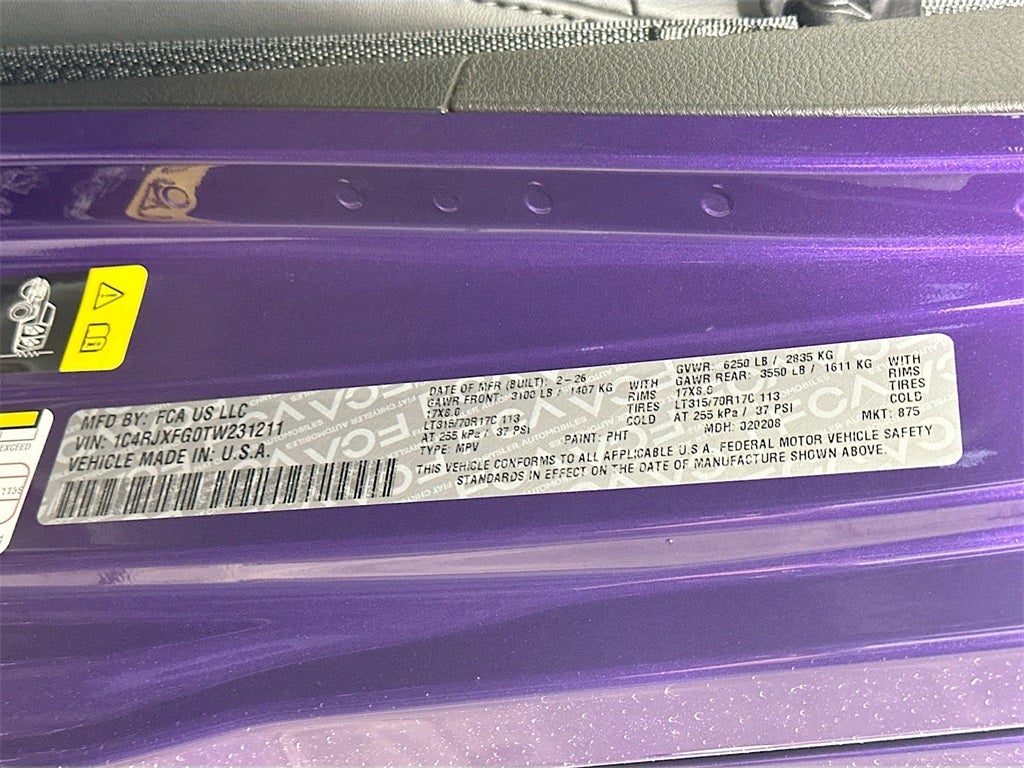 EXCEED
MFD BY: FCA US LLC
VIN: 1C4RJXFG0TW231211
VEHICLE MADE IN: U.S.A.
DATE OF MFR (BUILT): 2-26
GAWR FRONT: 3100 LB / 1407 KG WITH
17X8.0 RIMS
LT315/70R17C 113 TIRES
AT 255 kPa / 37 PSI COLD
TYPE: MPV PAINT: PHT
GVWR: 6250 LB / 2835 KG
GAWR REAR: 3550 LB / 1611 KG WITH
17X8.0 RIMS
LT315/70R17C 113 TIRES
AT 255 kPa / 37 PSI COLD
MDH: 020208 MKT: 875
THIS VEHICLE CONFORMS TO ALL APPLICABLE U.S.A. FEDERAL MOTOR VEHICLE SAFETY
STANDARDS IN EFFECT ON THE DATE OF MANUFACTURE SHOWN ABOVE.